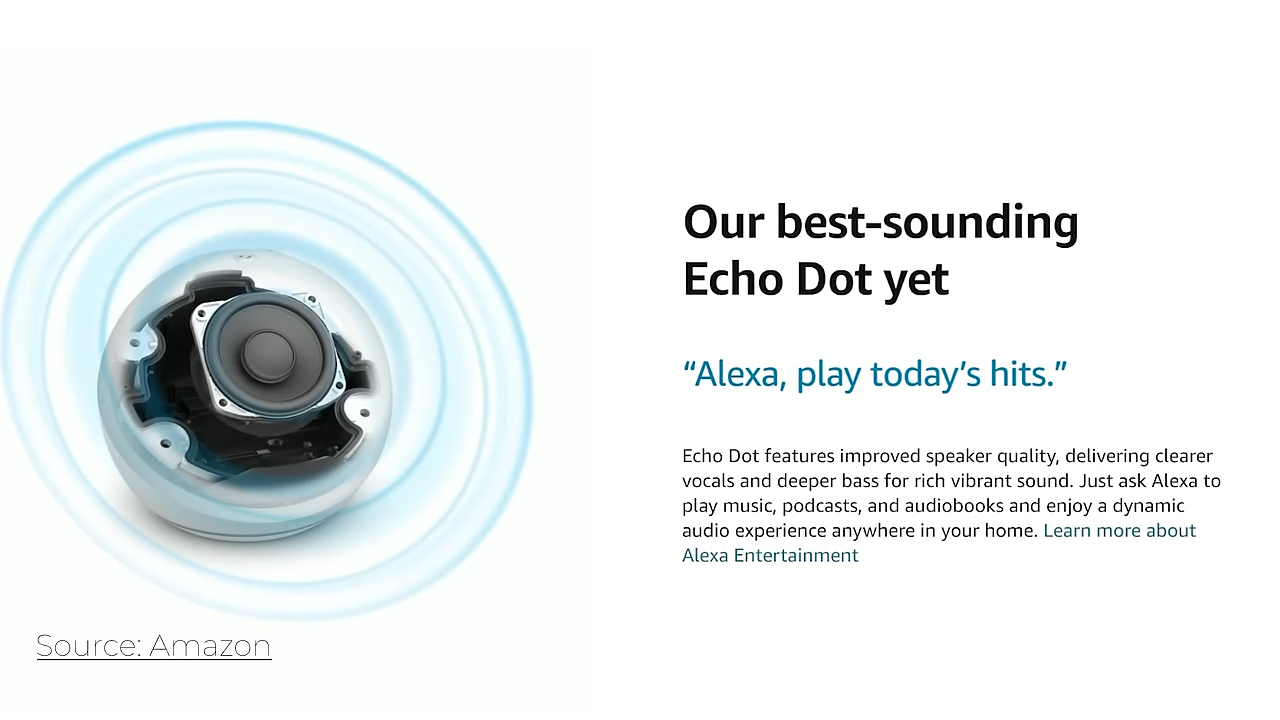 Our best-sounding
Echo Dot yet
“Alexa, play today’s hits.”
Echo Dot features improved speaker quality, delivering clearer
vocals and deeper bass for rich vibrant sound. Just ask Alexa to
play music, podcasts, and audiobooks and enjoy a dynamic
audio experience anywhere in your home. Learn more about
Alexa Entertainment
Source: Amazon